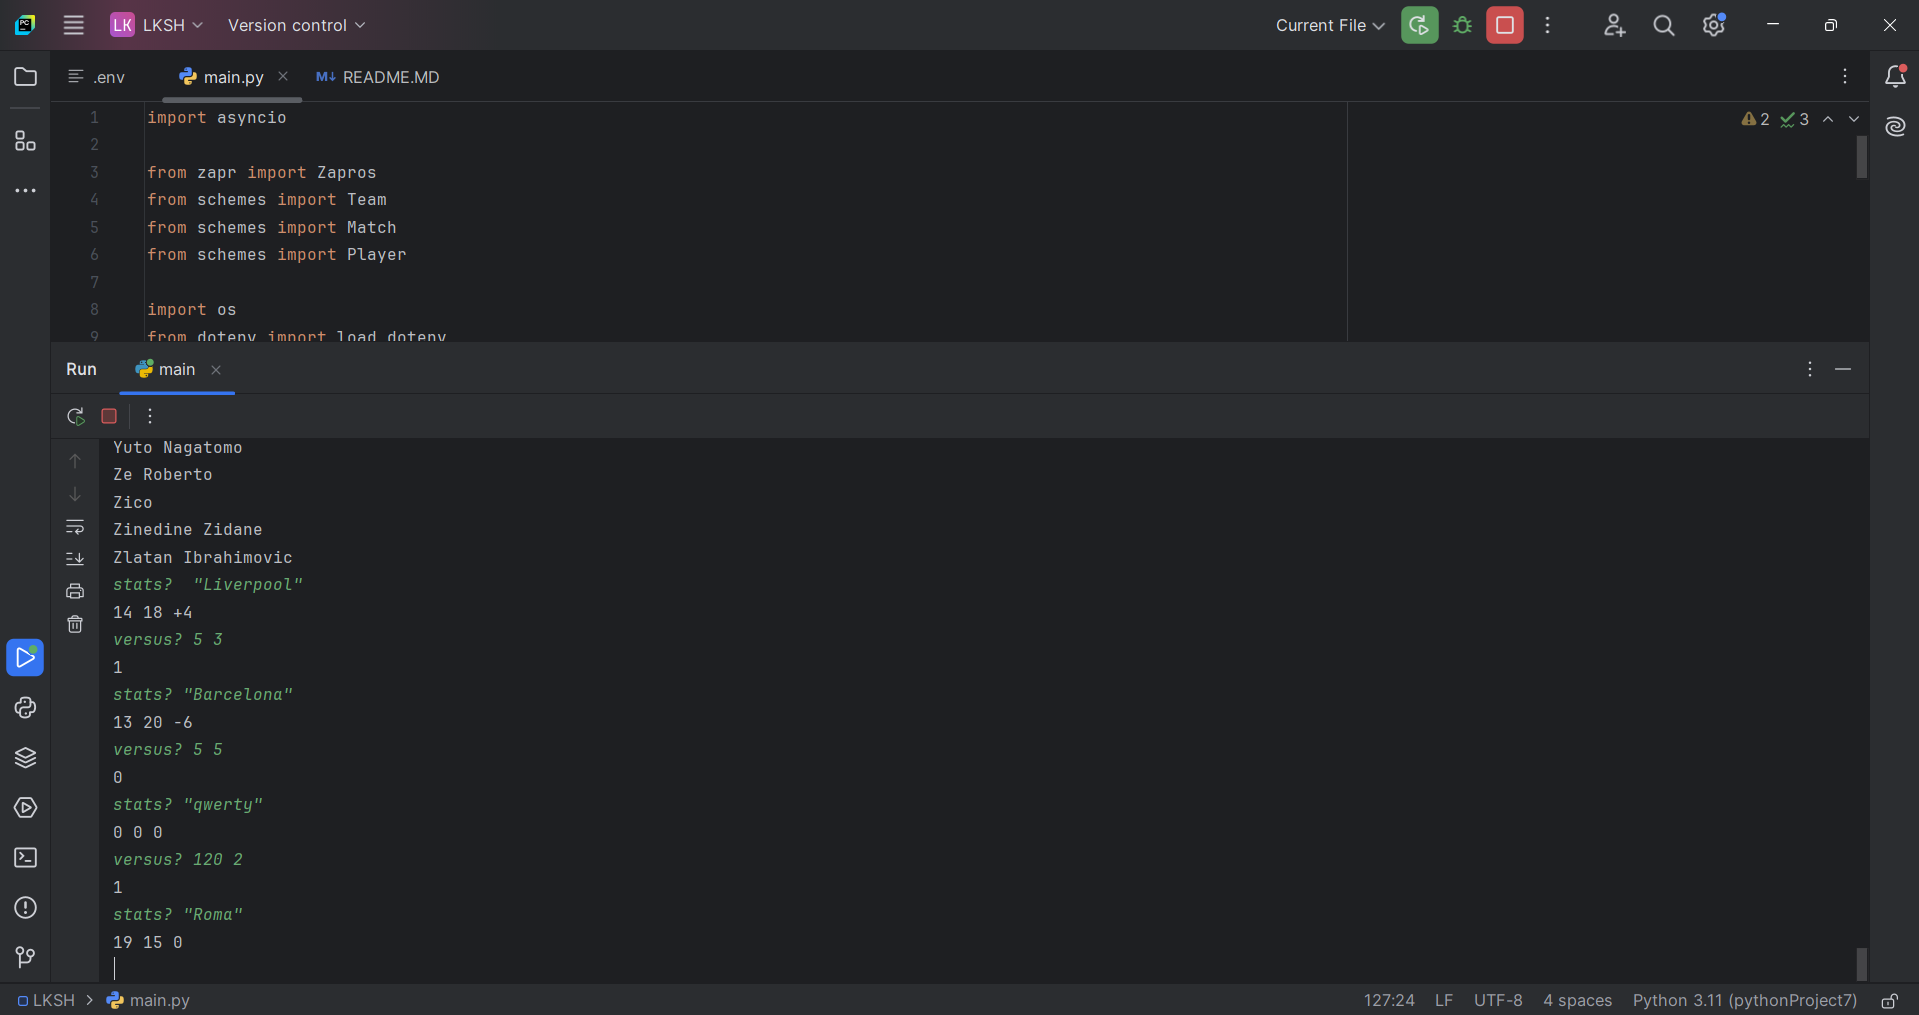 LK LKSH Version control Current File
.env main.py README.MD
1 import asyncio 2 3
2
3 from zapr import Zapros
4 from schemes import Team
5 from schemes import Match
6 from schemes import Player
7
8 import os
9 from dotenv import load_dotenv
Run main
Yuto Nagatomo
Ze Roberto
Zico
Zinedine Zidane
Zlatan Ibrahimovic
stats?  "Liverpool"
14 18 +4
versus? 5 3
1
stats? "Barcelona"
13 20 -6
versus? 5 5
0
stats? "qwerty"
0 0 0
versus? 120 2
1
stats? "Roma"
19 15 0
LKSH > main.py 127:24 LF UTF-8 4 spaces Python 3.11 (pythonProject7)